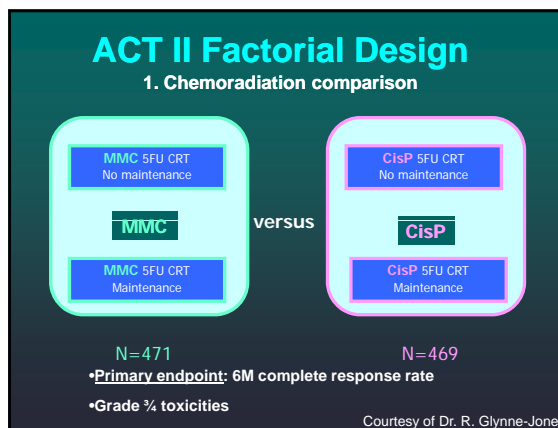 ACT II Factorial Design
1. Chemoradiation comparison
MMC 5FU CRT
No maintenance
MMC
MMC 5FU CRT
Maintenance
versus
CisP 5FU CRT
No maintenance
CisP
CisP 5FU CRT
Maintenance
N=471
N=469
•Primary endpoint: 6M complete response rate
•Grade ¾ toxicities
Courtesy of Dr. R. Glynne-Jone